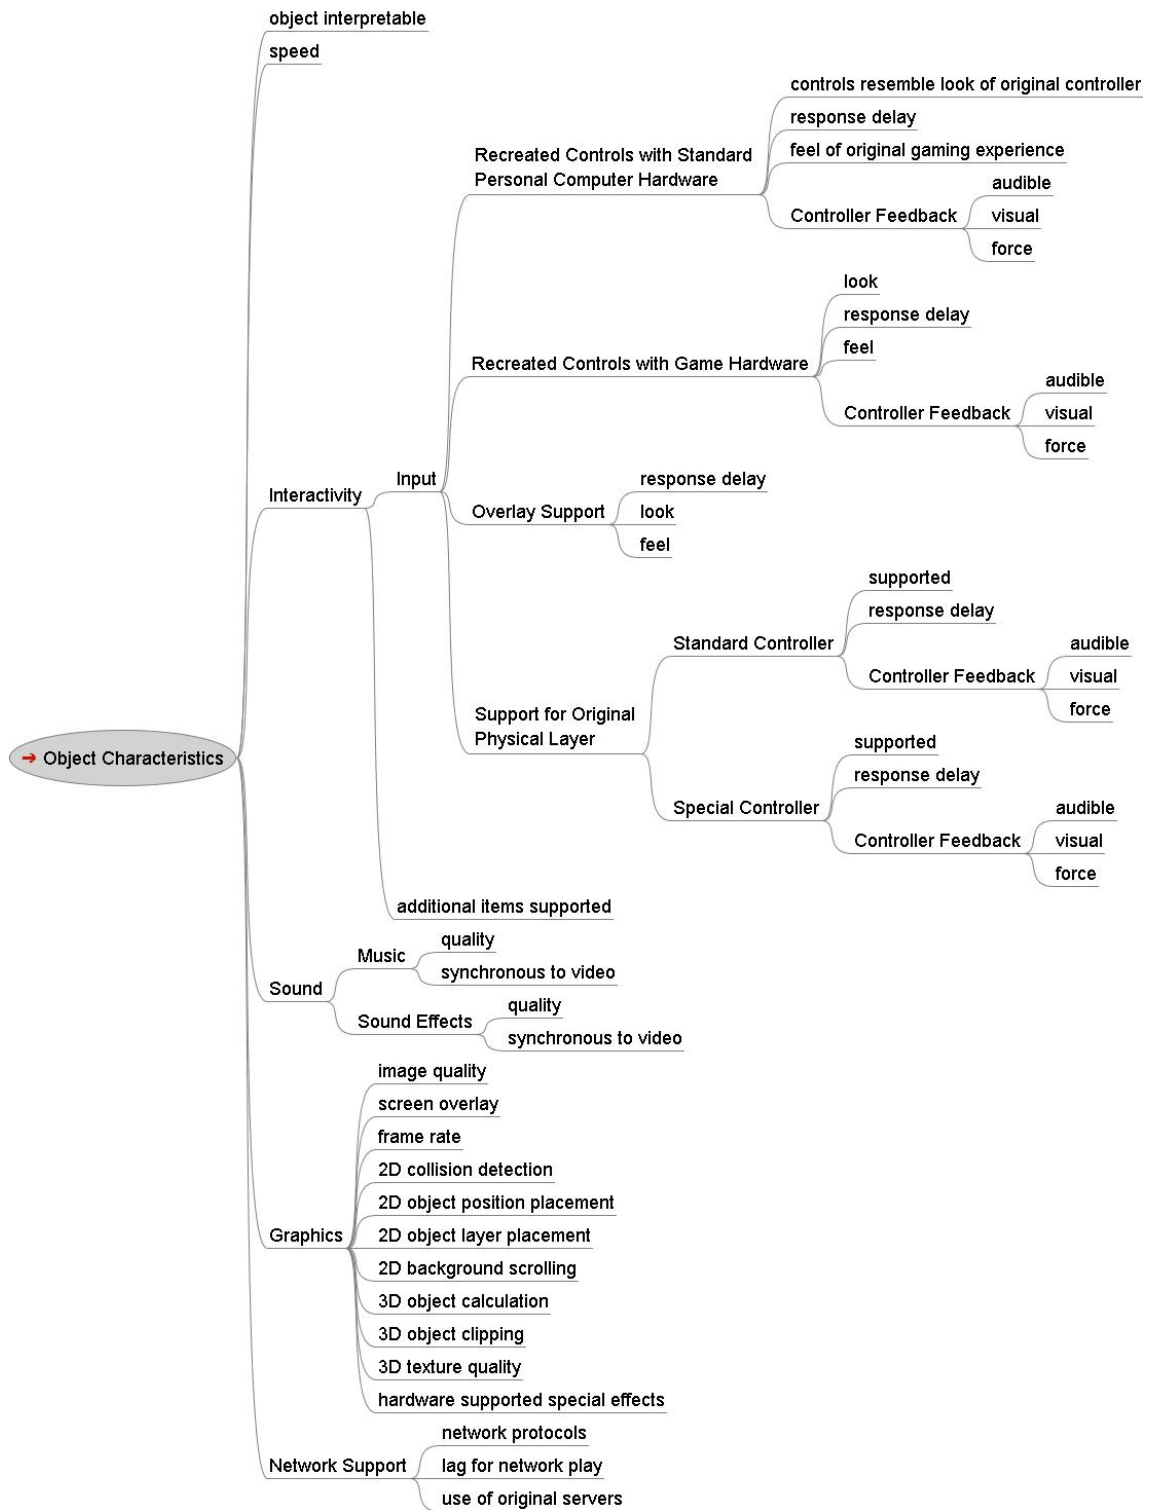 object interpretable
speed
controls resemble look of original controller
response delay
Recreated Controls with Standard
Personal Computer Hardware
feel of original gaming experience
audible
Controller Feedback
visual
force
look
response delay
feel
Recreated Controls with Game Hardware
audible
Controller Feedback
visual
force
Input
Interactivity
response delay
Overlay Support
look
feel
supported
response delay
Standard Controller
audible
Controller Feedback
visual
force
Support for Original
Physical Layer
supported
response delay
Special Controller
audible
Controller Feedback
visual
force
Object Characteristics
additional items supported
Sound
Music
quality
synchronous to video
Sound Effects
quality
synchronous to video
image quality
screen overlay
frame rate
2D collision detection
2D object position placement
Graphics
2D object layer placement
2D background scrolling
3D object calculation
3D object clipping
3D texture quality
hardware supported special effects
network protocols
Network Support
lag for network play
use of original servers